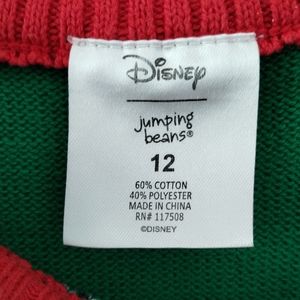 Disney
jumping
beans®
12
60% COTTON
40% POLYESTER
MADE IN CHINA
RN# 117508
©DISNEY